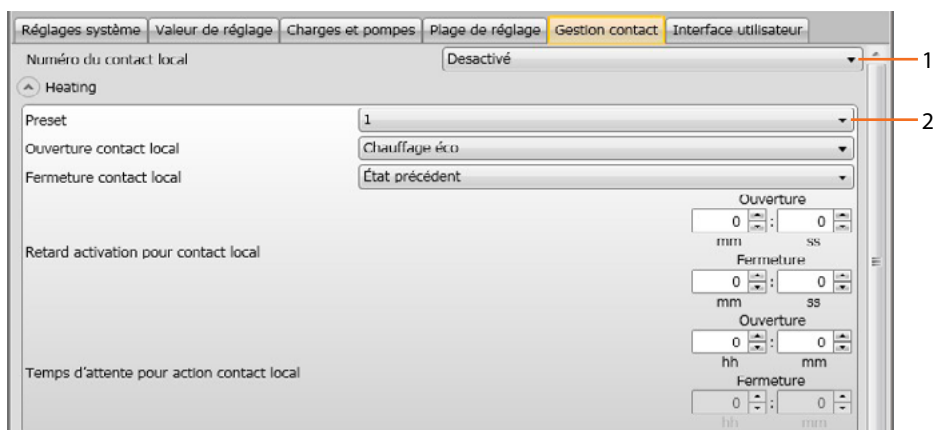 Réglages système Valeur de réglage Charges et pompes Plage de réglage Gestion contact Interface utilisateur
Numéro du contact local Desactivé 1
Heating
Preset 1 2
Ouverture contact local Chauffage éco
Fermeture contact local État précédent
Ouverture
0 : 0
mm ss
Retard activation pour contact local
Fermeture
0 : 0
mm ss
Ouverture
0 : 0
hh mm
Temps d'attente pour action contact local
Fermeture
0 : 0
hh mm